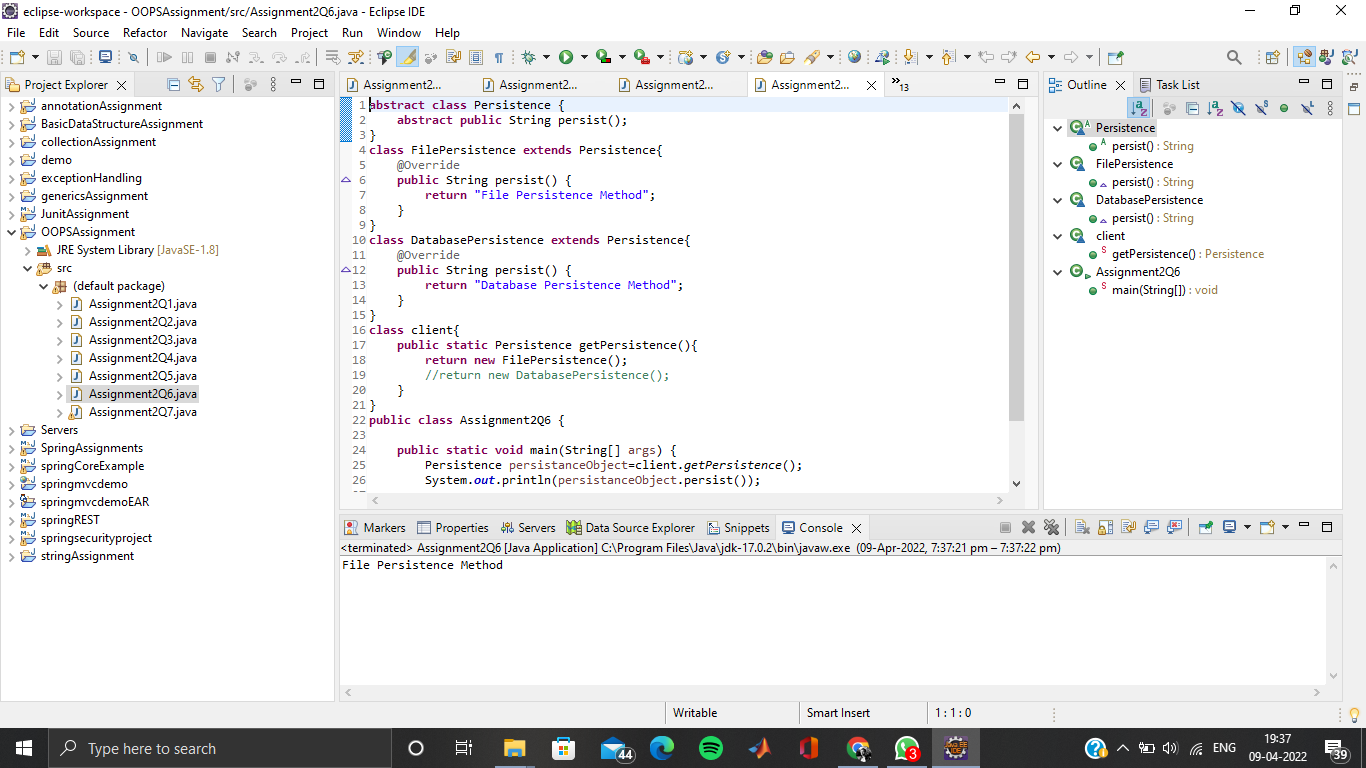 eclipse-workspace - OOPSAssignment/src/Assignment2Q6.java - Eclipse IDE
File Edit Source Refactor Navigate Search Project Run Window Help
Project Explorer
annotationAssignment
BasicDataStructureAssignment
collectionAssignment
demo
exceptionHandling
genericsAssignment
JunitAssignment
OOPSAssignment
JRE System Library [JavaSE-1.8]
src
(default package)
Assignment2Q1.java
Assignment2Q2.java
Assignment2Q3.java
Assignment2Q4.java
Assignment2Q5.java
Assignment2Q6.java
Assignment2Q7.java
Servers
SpringAssignments
springCoreExample
springmvcdemo
springmvcdemoEAR
springREST
springsecurityproject
stringAssignment
Assignment2... Assignment2... Assignment2... Assignment2... »13
1 abstract class Persistence {
2     abstract public String persist();
3 }
4 class FilePersistence extends Persistence{
5     @Override
6     public String persist() {
7         return "File Persistence Method";
8     }
9 }
10 class DatabasePersistence extends Persistence{
11     @Override
12     public String persist() {
13         return "Database Persistence Method";
14     }
15 }
16 class client{
17     public static Persistence getPersistence(){
18         return new FilePersistence();
19         //return new DatabasePersistence();
20     }
21 }
22 public class Assignment2Q6 {
23
24     public static void main(String[] args) {
25         Persistence persistanceObject=client.getPersistence();
26         System.out.println(persistanceObject.persist());
Outline Task List
Persistence
persist() : String
FilePersistence
persist() : String
DatabasePersistence
persist() : String
client
getPersistence() : Persistence
Assignment2Q6
main(String[]) : void
Markers Properties Servers Data Source Explorer Snippets Console
<terminated> Assignment2Q6 [Java Application] C:\Program Files\Java\jdk-17.0.2\bin\javaw.exe (09-Apr-2022, 7:37:21 pm – 7:37:22 pm)
File Persistence Method
Writable Smart Insert 1 : 1 : 0
Type here to search
44
3
ENG
19:37
09-04-2022
39